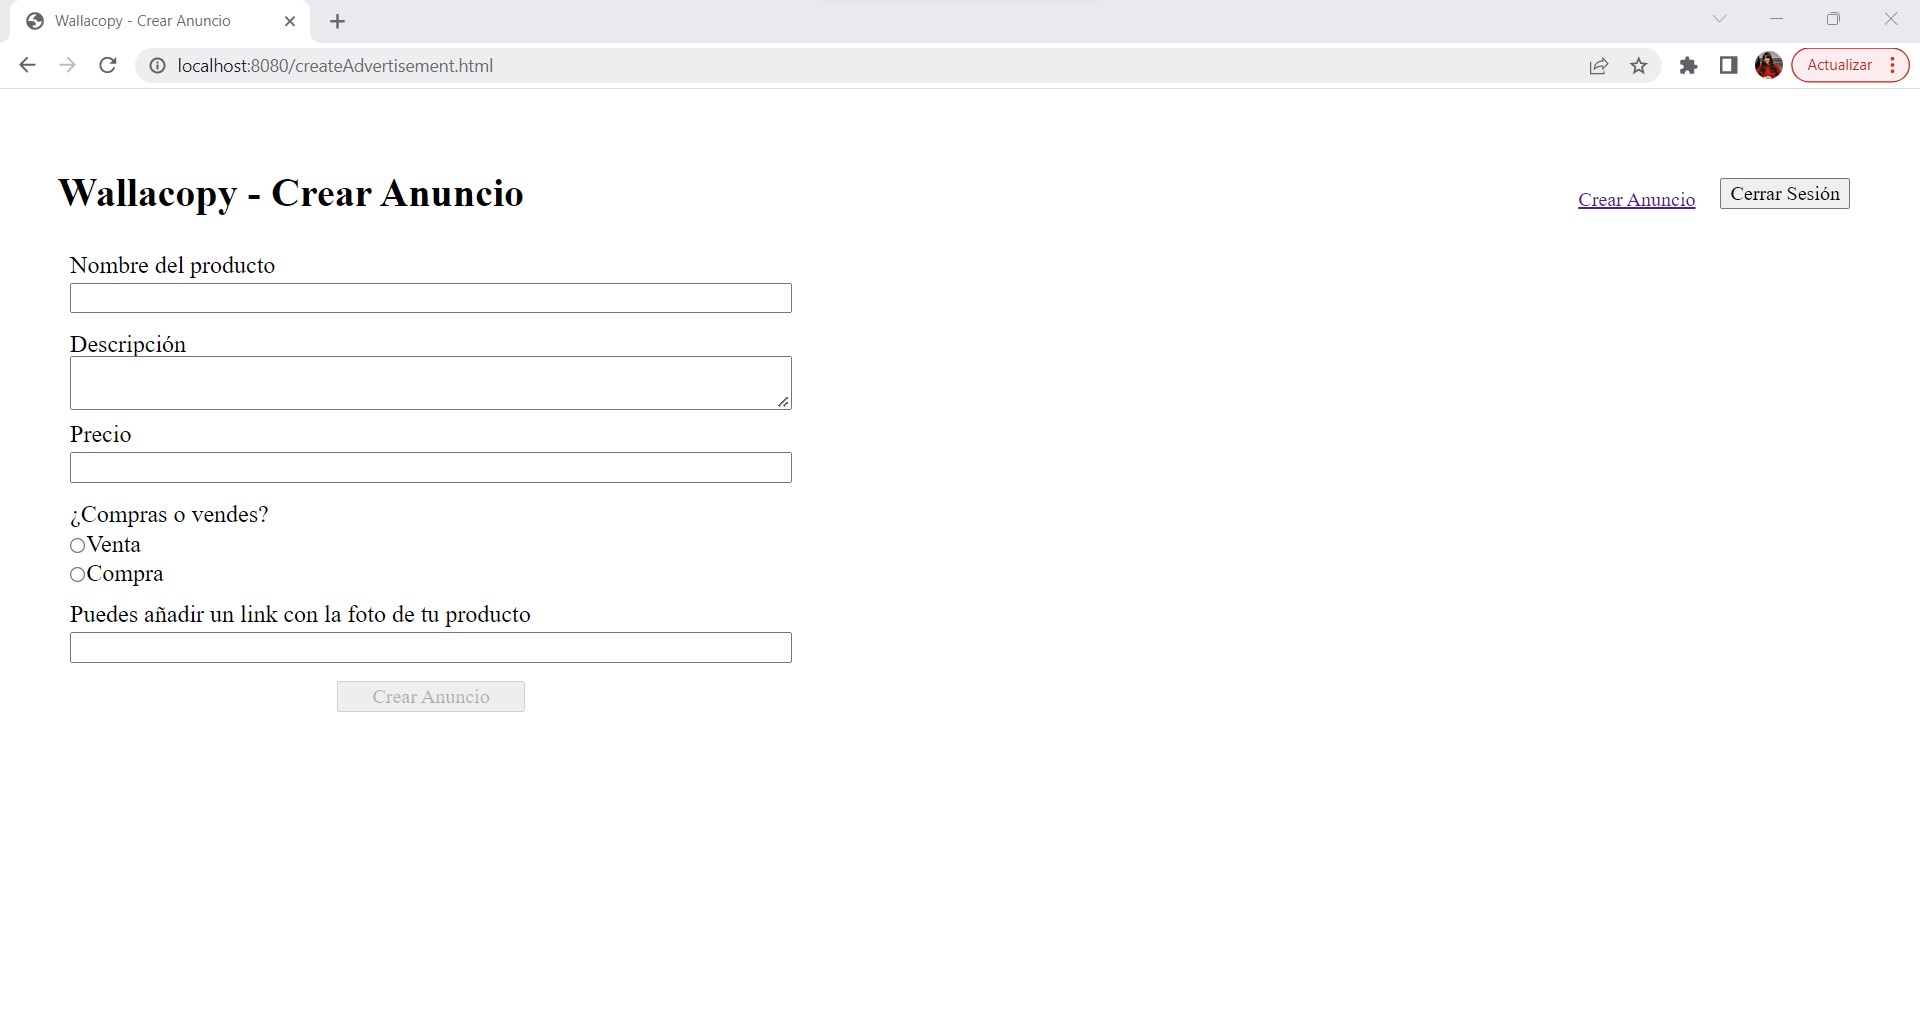 Wallacopy - Crear Anuncio
localhost:8080/createAdvertisement.html
Actualizar
Wallacopy - Crear Anuncio
Crear Anuncio
Cerrar Sesión
Nombre del producto
Descripción
Precio
¿Compras o vendes?
Venta
Compra
Puedes añadir un link con la foto de tu producto
Crear Anuncio